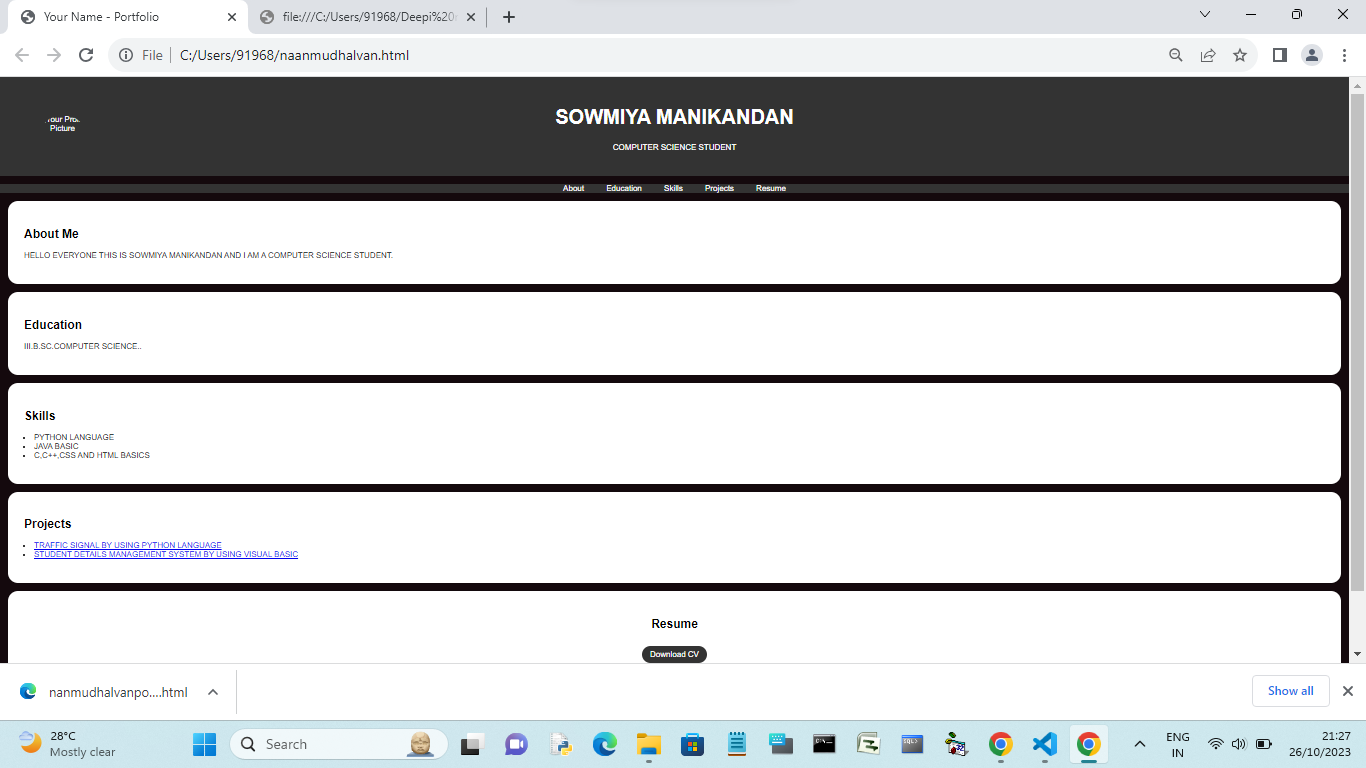 Your Name - Portfolio
file:///C:/Users/91968/Deepi%20
File
C:/Users/91968/naanmudhalvan.html
Picture
SOWMIYA MANIKANDAN
COMPUTER SCIENCE STUDENT
About Education Skills Projects Resume
About Me
HELLO EVERYONE THIS IS SOWMIYA MANIKANDAN AND I AM A COMPUTER SCIENCE STUDENT.
Education
III.B.SC.COMPUTER SCIENCE..
Skills
PYTHON LANGUAGE
JAVA BASIC
C,C++,CSS AND HTML BASICS
Projects
TRAFFIC SIGNAL BY USING PYTHON LANGUAGE
STUDENT DETAILS MANAGEMENT SYSTEM BY USING VISUAL BASIC
Resume
Download CV
nanmudhalvanpo....html
Show all
28°C
Mostly clear
Search
ENG
IN
21:27
26/10/2023